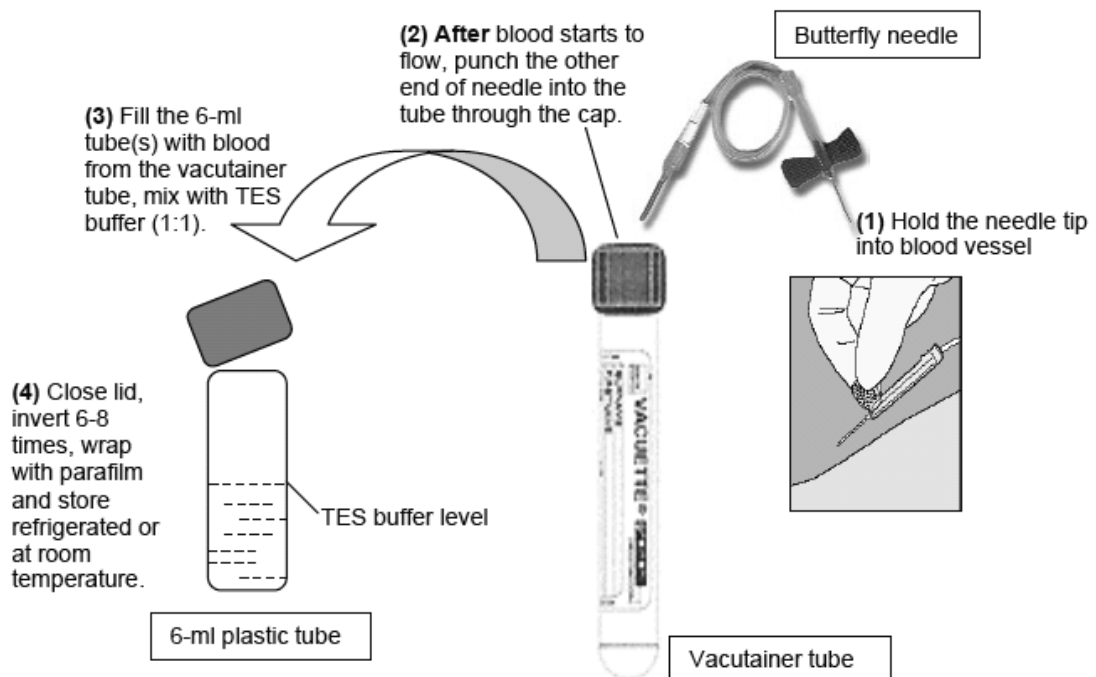 (2) After blood starts to
flow, punch the other
end of needle into the
tube through the cap.
Butterfly needle
(3) Fill the 6-ml
tube(s) with blood
from the vacutainer
tube, mix with TES
buffer (1:1).
(1) Hold the needle tip
into blood vessel
(4) Close lid,
invert 6-8
times, wrap
with parafilm
and store
refrigerated or
at room
temperature.
TES buffer level
VACUETTE®
6-ml plastic tube
Vacutainer tube